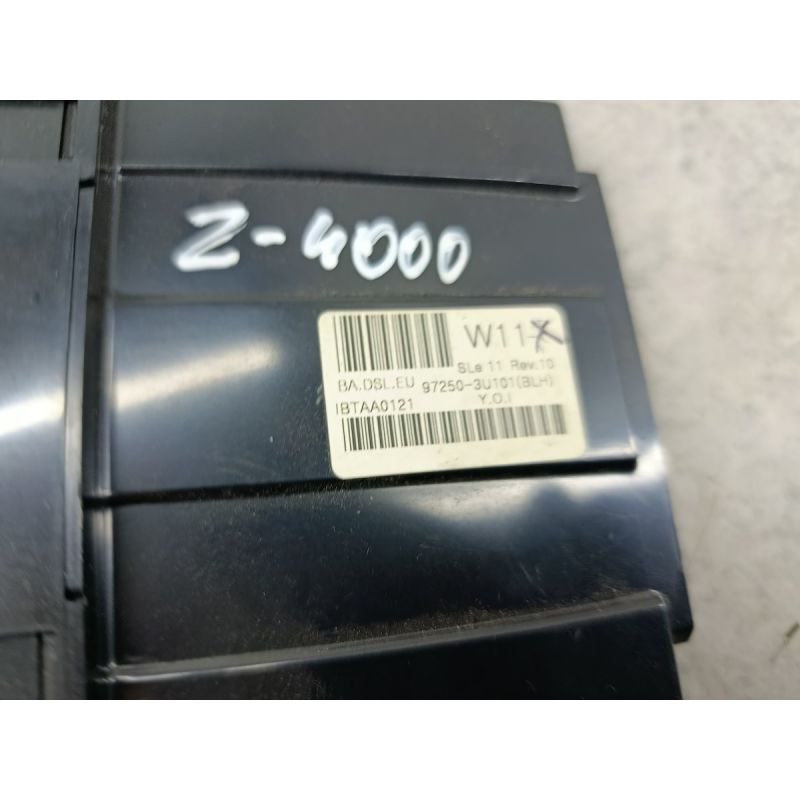 Z-4000
W11-X
SLe 11 Rev.10
BA.DSL.EU 97250-3U101(BLH)
IBTAA0121 Y.O.I